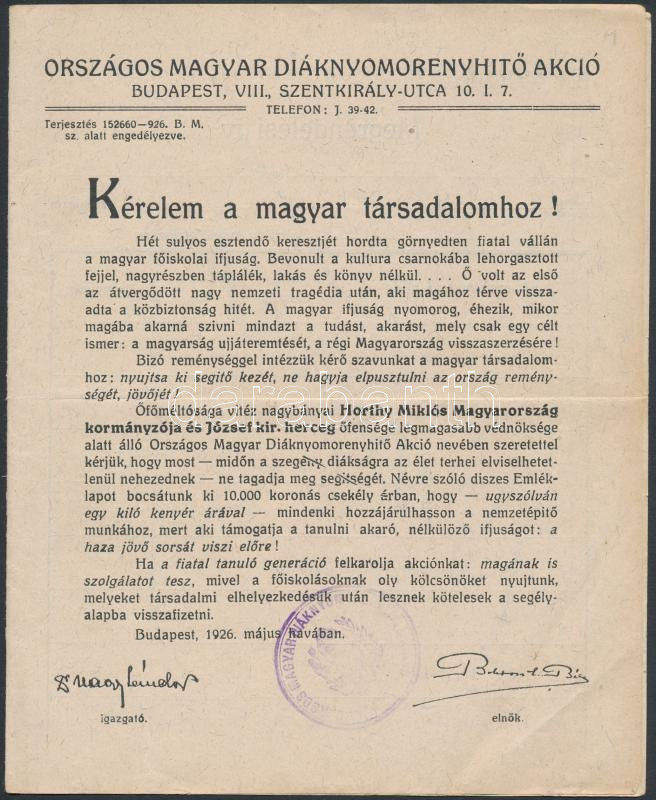 ORSZÁGOS MAGYAR DIÁKNYOMORENYHITŐ AKCIÓ
BUDAPEST, VIII., SZENTKIRÁLY-UTCA 10. I. 7.
TELEFON: J. 39-42.
Terjesztés 152660—926. B. M.
sz. alatt engedélyezve.
Kérelem a magyar társadalomhoz!
Hét sulyos esztendő keresztjét hordta görnyedten fiatal vállán
a magyar főiskolai ifjuság. Bevonult a kultura csarnokába lehorgasztott
fejjel, nagyrészben táplálék, lakás és könyv nélkül. . . . Ő volt az első
az átvergődött nagy nemzeti tragédia után, aki magához térve vissza-
adta a közbiztonság hitét. A magyar ifjuság nyomorog, éhezik, mikor
magába akarná szivni mindazt a tudást, akarást, mely csak egy célt
ismer: a magyarság ujjáteremtését, a régi Magyarország visszaszerzésére!
Bizó reménységgel intézzük kérő szavunkat a magyar társadalom-
hoz: nyujtsa ki segitő kezét, ne hagyja elpusztulni az ország remény-
ségét, jövőjét!
Őfőméltósága vitéz nagybányai Horthy Miklós Magyarország
kormányzója és József kir. herceg őfensége legmagasabb védnöksége
alatt álló Országos Magyar Diáknyomorenyhitő Akció nevében szeretettel
kérjük, hogy most — midőn a szegény diákságra az élet terhei elviselhetet-
lenül nehezednek — ne tagadja meg segitségét. Névre szóló diszes Emlék-
lapot bocsátunk ki 10.000 koronás csekély árban, hogy — ugyszólván
egy kiló kenyér árával — mindenki hozzájárulhasson a nemzetépitő
munkához, mert aki támogatja a tanulni akaró, nélkülöző ifjuságot: a
haza jövő sorsát viszi előre!
Ha a fiatal tanuló generáció felkarolja akciónkat: magának is
szolgálatot tesz, mivel a főiskolásoknak oly kölcsönöket nyujtunk,
melyeket társadalmi elhelyezkedésük után lesznek kötelesek a segély-
alapba visszafizetni.
Budapest, 1926. május havában.
Dr Nagy Sándor
igazgató.
elnök.
darabanth